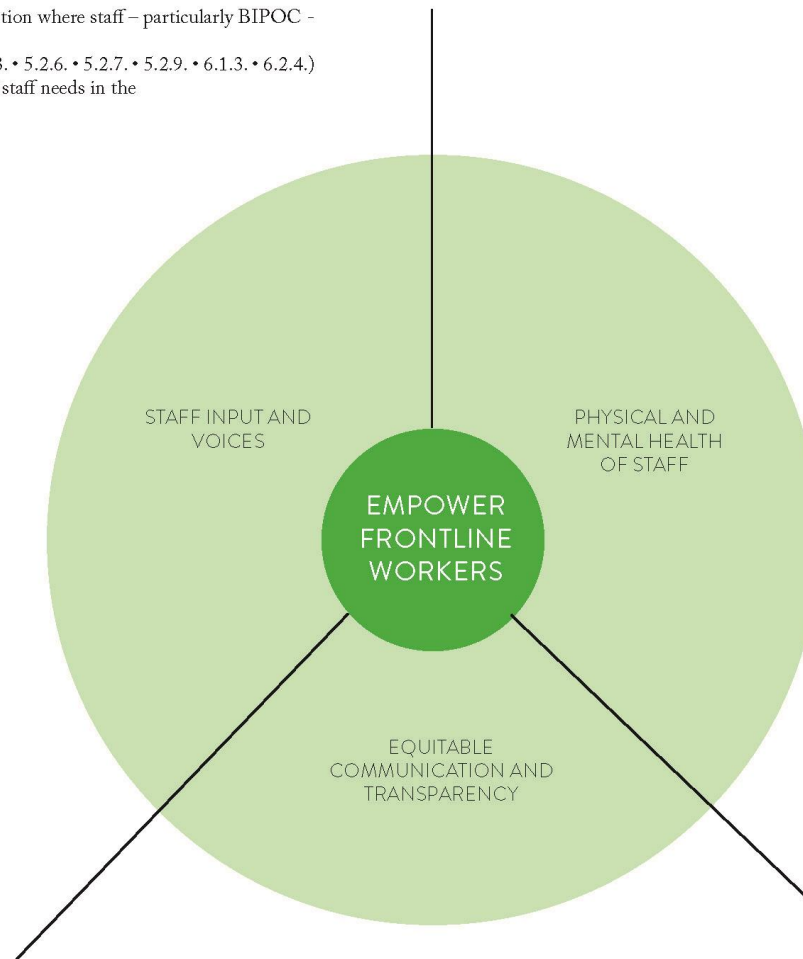 tion where staff – particularly BIPOC -
3. • 5.2.6. • 5.2.7. • 5.2.9. • 6.1.3. • 6.2.4.)
staff needs in the
STAFF INPUT AND
VOICES
PHYSICAL AND
MENTAL HEALTH
OF STAFF
EMPOWER
FRONTLINE
WORKERS
EQUITABLE
COMMUNICATION AND
TRANSPARENCY